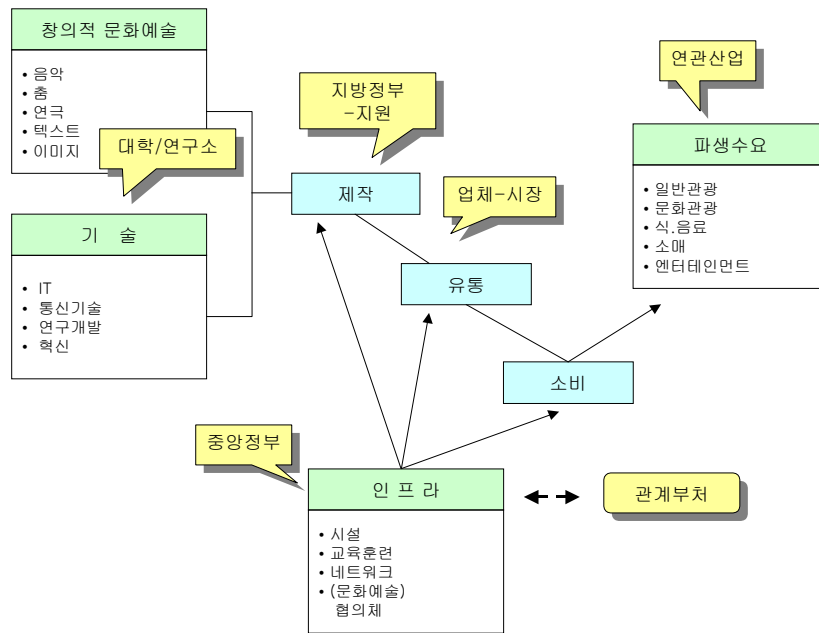 창의적 문화예술
• 음악
• 춤
• 연극
• 텍스트
• 이미지
대학/연구소
기 술
• IT
• 통신기술
• 연구개발
• 혁신
지방정부
-지원
제작
업체-시장
유통
소비
연관산업
파생수요
• 일반관광
• 문화관광
• 식.음료
• 소매
• 엔터테인먼트
중앙정부
인 프 라
• 시설
• 교육훈련
• 네트워크
• (문화예술)
협의체
관계부처